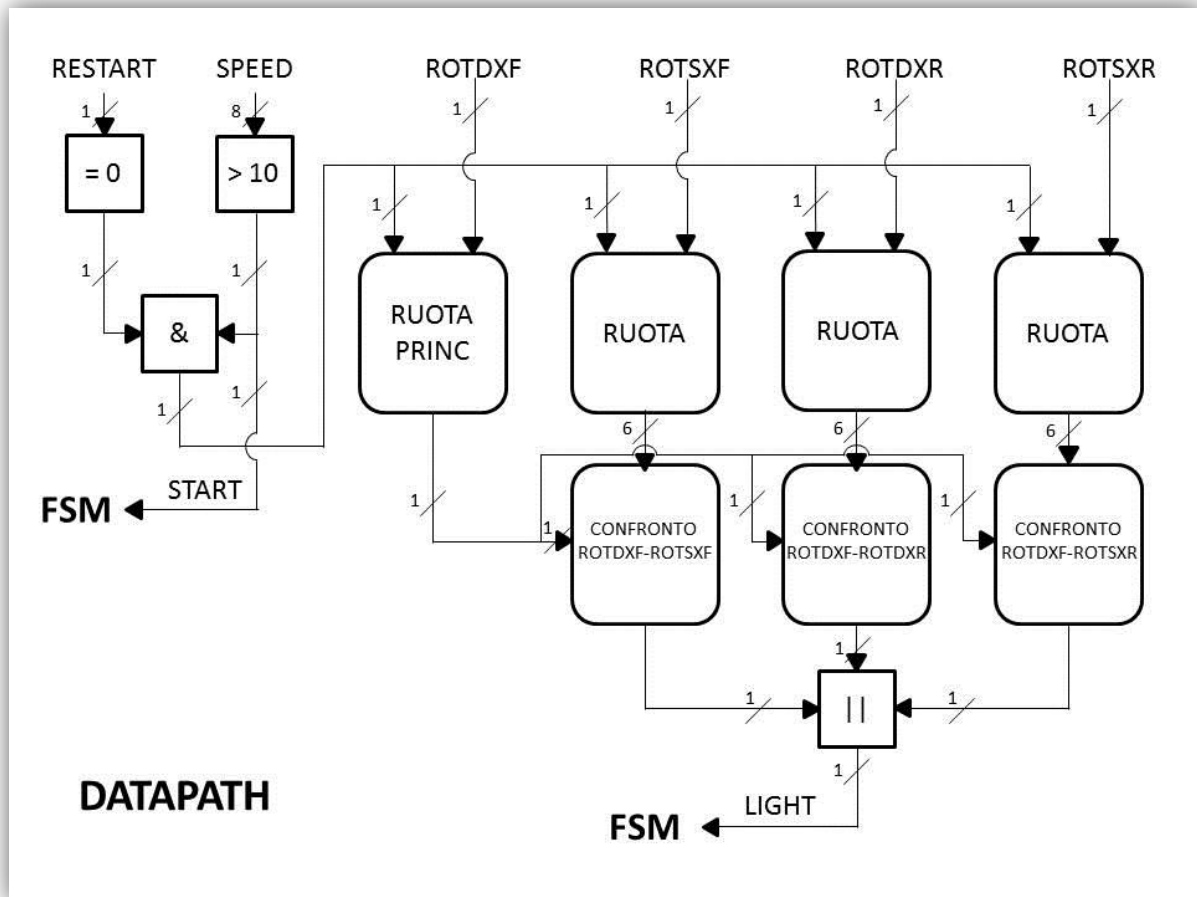 RESTART SPEED ROTDXF ROTSXF ROTDXR ROTSXR
1 8 1 1 1 1
= 0 > 10
1 1 1 1
1 1
RUOTA
PRINC
RUOTA
RUOTA
RUOTA
&
1 1
6 6 6
START
FSM
1 1 1 1
CONFRONTO
ROTDXF-ROTSXF
CONFRONTO
ROTDXF-ROTDXR
CONFRONTO
ROTDXF-ROTSXR
1
1 1
||
1
DATAPATH
LIGHT
FSM